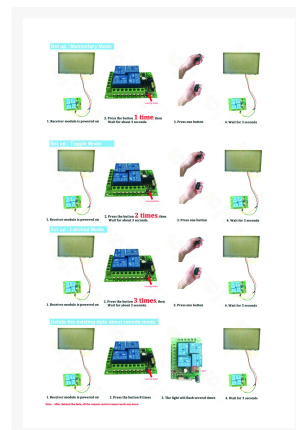 Set up : Momentary Mode
1. Receiver module is powered on
2. Press the button 1 time, then
Wait for about 3 seconds
3. Press one button
4. Wait for 3 seconds
Set up : Toggle Mode
1. Receiver module is powered on
2. Press the button 2 times, then
Wait for about 3 seconds
3. Press one button
4. Wait for 3 seconds
Set up : Latched Mode
1. Receiver module is powered on
2. Press the button 3 times, then
Wait for about 3 seconds
3. Press one button
4. Wait for 3 seconds
Delete the existing data about remote mode
1. Receiver module is powered on
2. Press the button 8 times
3. The light will flash several times
4. Wait for 3 seconds